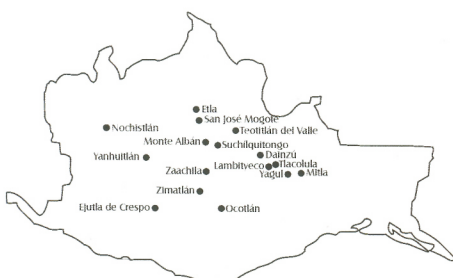 Etla
San José Mogote
Nochistlán
Teotitlán del Valle
Monte Albán
Suchilquitongo
Yanhuitlán
Dainzú
Lambitveco
Tlacolula
Zaachila
Yagul
Mitla
Zimatlán
Ejutla de Crespo
Ocotlán